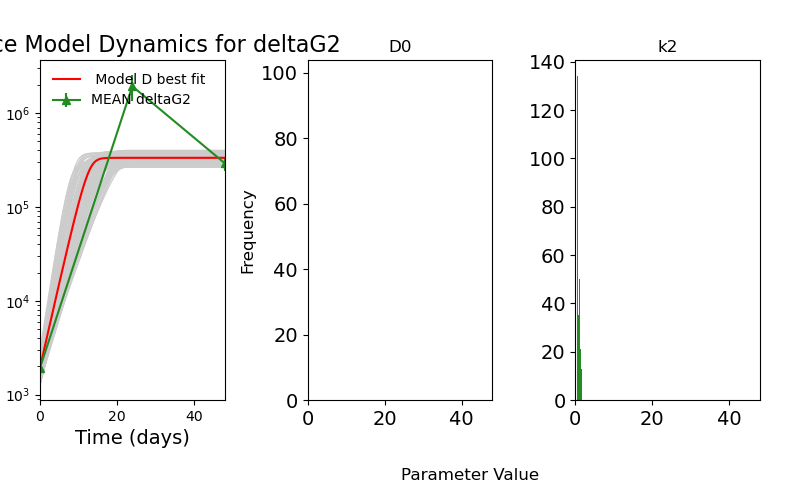 ce Model Dynamics for deltaG2
D0
k2
Model D best fit
MEAN deltaG2
10^6
10^5
10^4
10^3
0 20 40
Time (days)
Frequency
100
80
60
40
20
0
0 20 40
140
120
100
80
60
40
20
0
0 20 40
Parameter Value